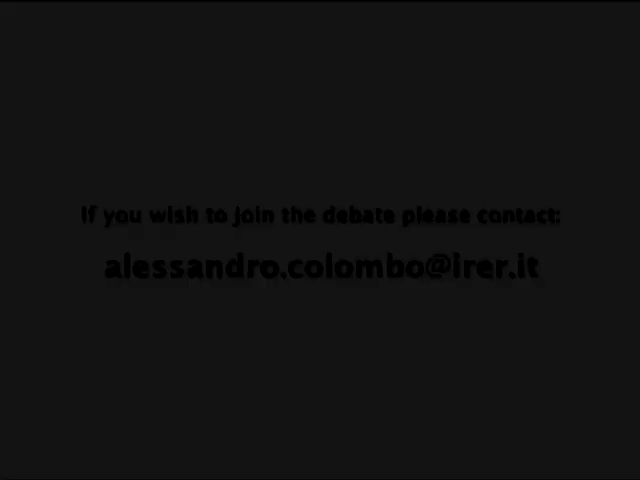 If you wish to join the debate please contact:
alessandro.colombo@irer.it